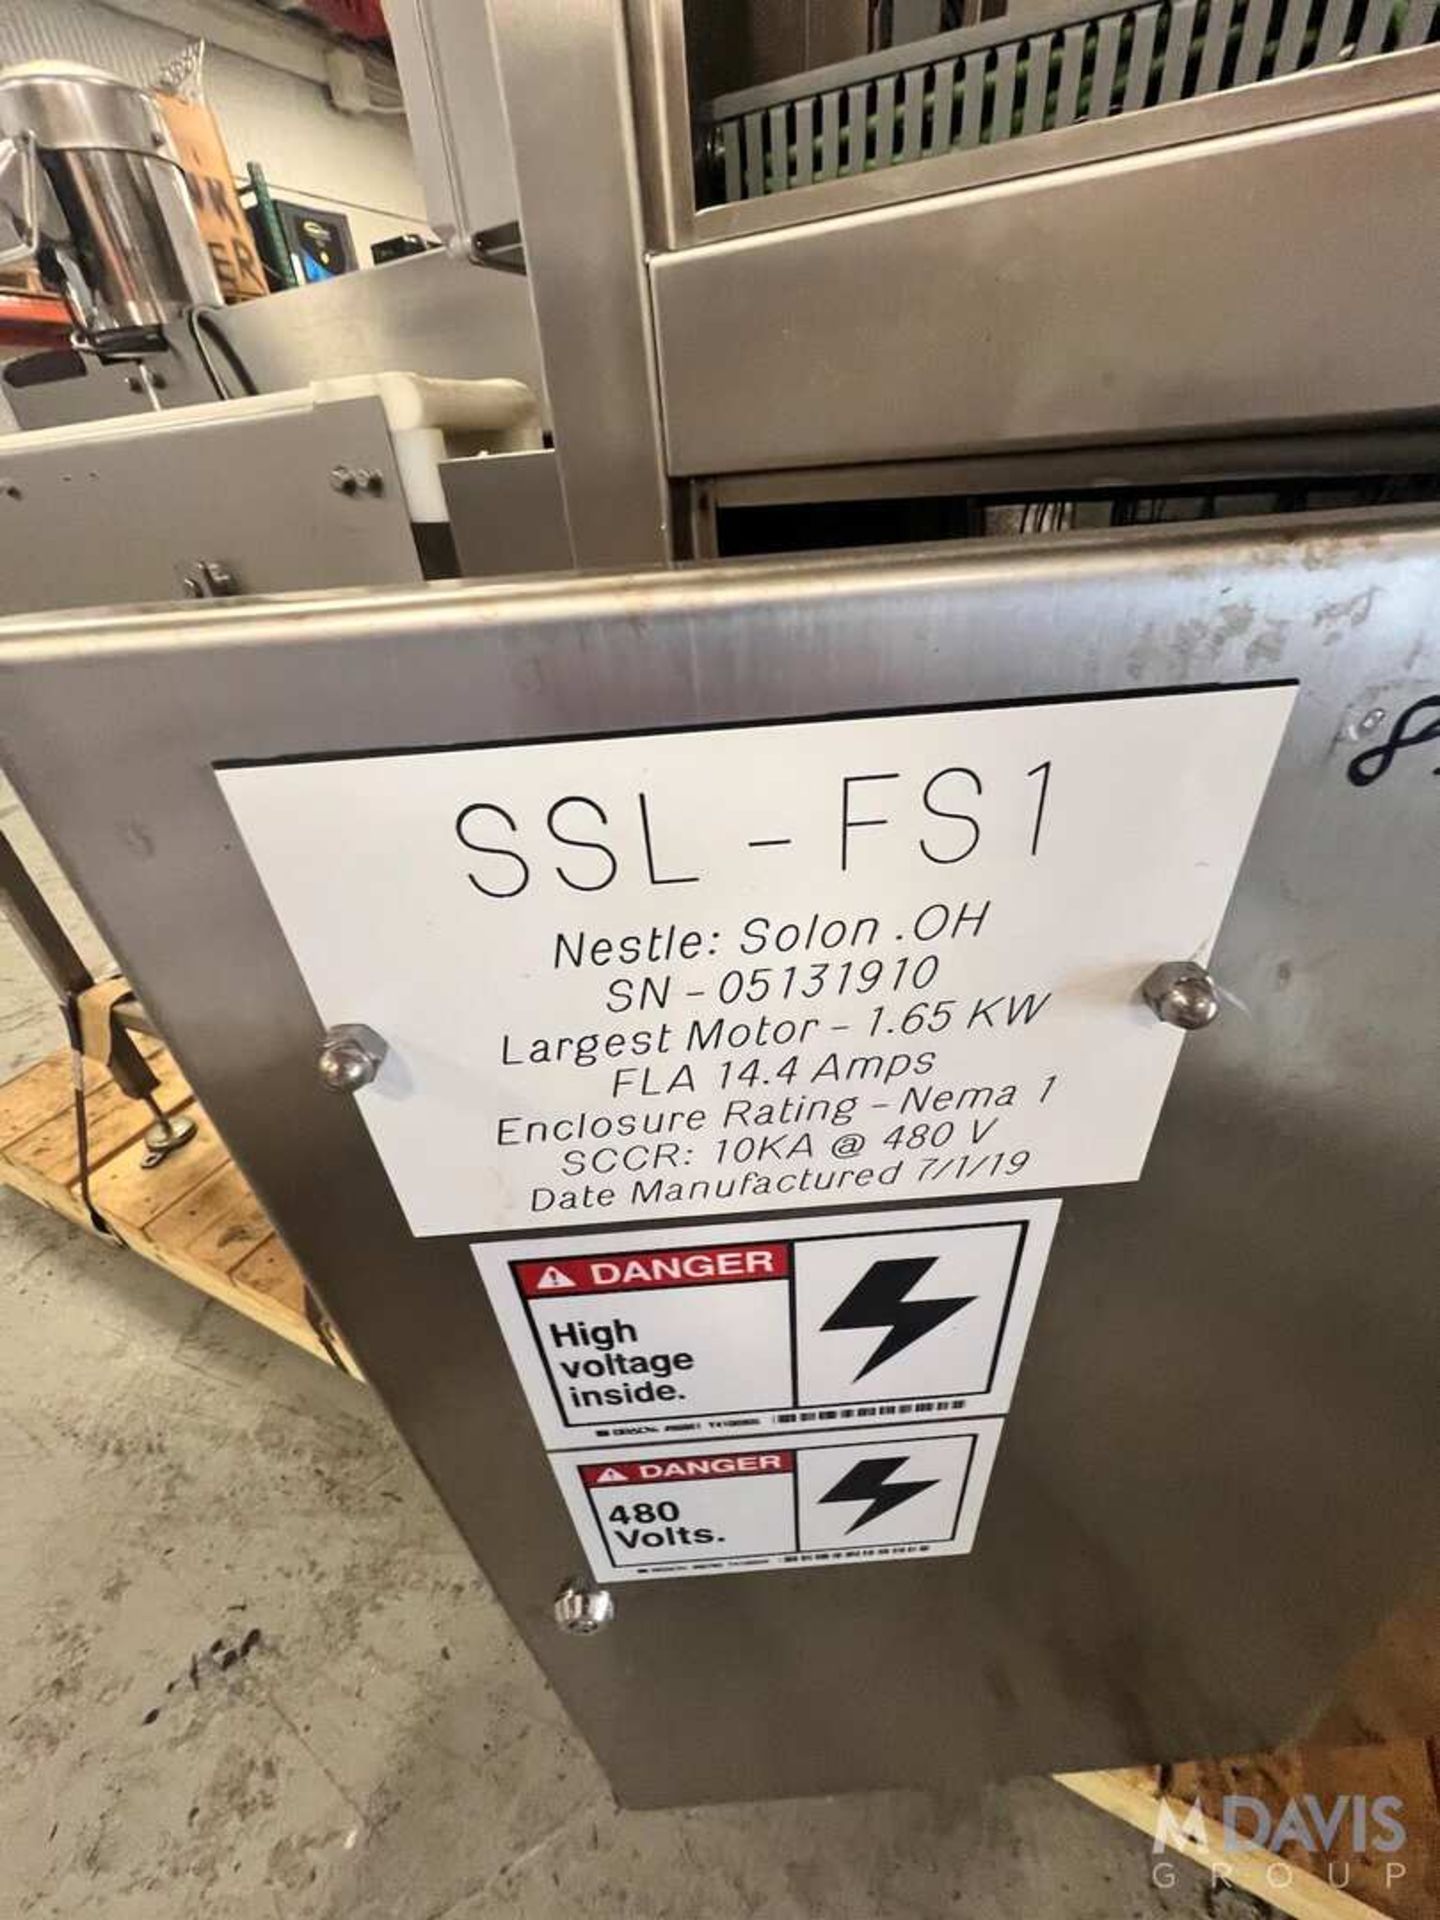 SSL - FS1
Nestle: Solon .OH
SN - 05131910
Largest Motor - 1.65 KW
FLA 14.4 Amps
Enclosure Rating - Nema 1
SCCR: 10KA @ 480 V
Date Manufactured 7/1/19
DANGER
High
voltage
inside.
DANGER
480
Volts.
MDAVIS
GROUP